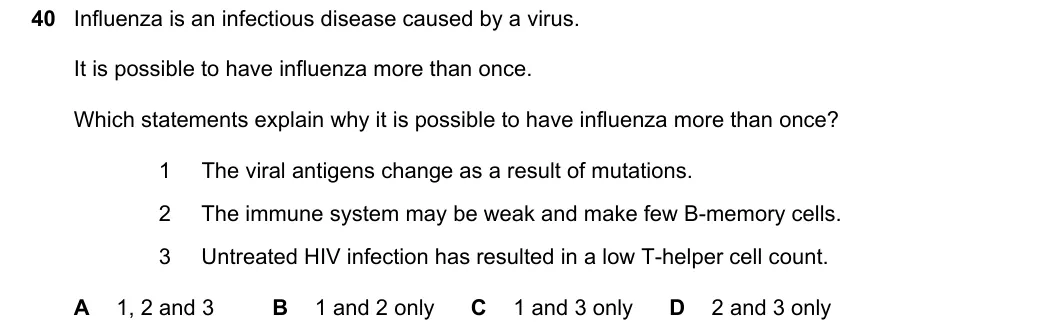 40 Influenza is an infectious disease caused by a virus.
It is possible to have influenza more than once.
Which statements explain why it is possible to have influenza more than once?
1 The viral antigens change as a result of mutations.
2 The immune system may be weak and make few B-memory cells.
3 Untreated HIV infection has resulted in a low T-helper cell count.
A 1, 2 and 3 B 1 and 2 only C 1 and 3 only D 2 and 3 only